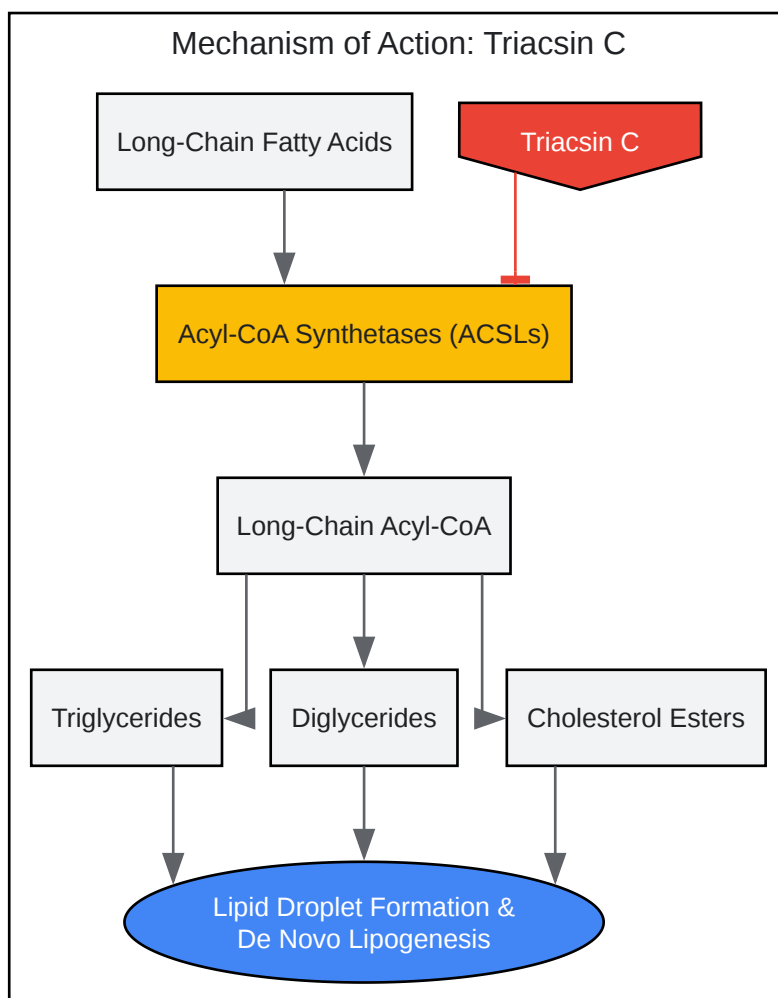 Mechanism of Action: Triacsin C
Long-Chain Fatty Acids
Triacsin C
Acyl-CoA Synthetases (ACSLs)
Long-Chain Acyl-CoA
Triglycerides
Diglycerides
Cholesterol Esters
Lipid Droplet Formation &
De Novo Lipogenesis